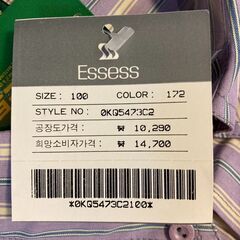 Essess
SIZE: 100 COLOR: 172
STYLE NO: 0KQ5473C2
공장도가격: ₩ 10,290
희망소비자가격: ₩ 14,700
*0KQ5473C2100*